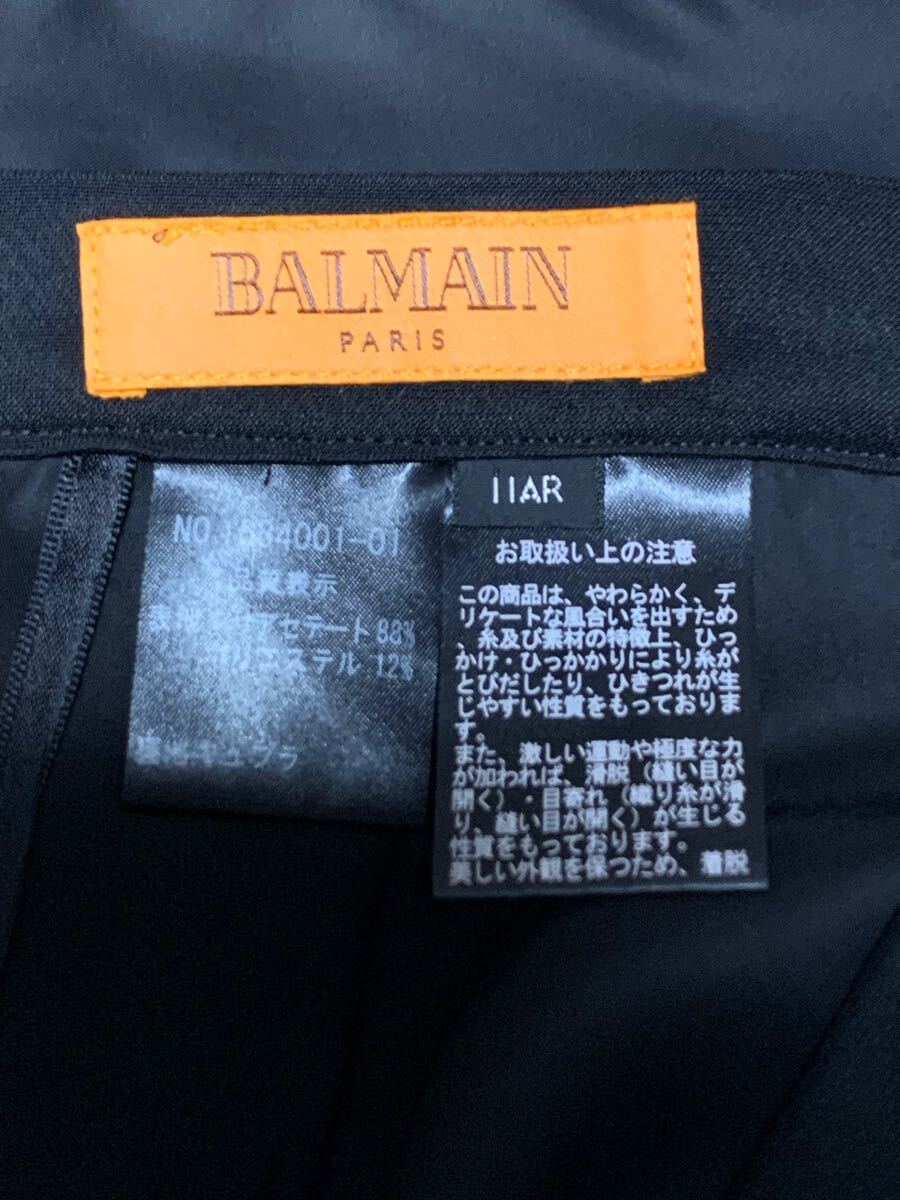 BALMAIN
PARIS
11AR
NO.1684001-01
品質表示
アセテート88%
ポリエステル 12%
キュプラ
お取扱い上の注意
この商品は、やわらかく、デ
リケートな風合いを出すため
、糸及び素材の特徴上、ひっ
かけ・ひっかかりにより糸が
とびだしたり、ひきつれが生
じやすい性質をもっておりま
す。
また、激しい運動や極度な力
が加われば、滑脱（縫い目が
開く）・目寄れ（織り糸が滑
り、縫い目が開く）が生じる
性質をもっております。
美しい外観を保つため、着脱